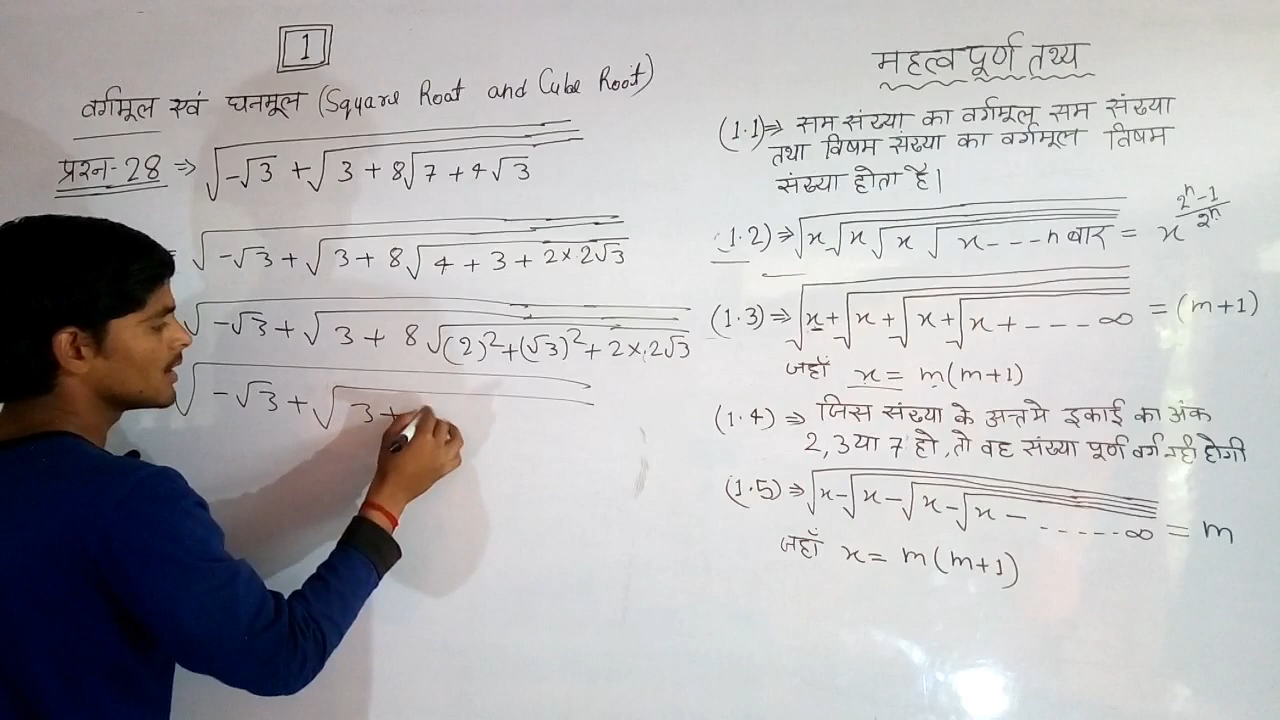 1
वर्गमूल एवं घनमूल (Square Root and Cube Root)
प्रश्न-28 ⇒ √(-√3 + √(3 + 8√(7 + 4√3)))
= √(-√3 + √(3 + 8√(4 + 3 + 2×2√3)))
√(-√3 + √(3 + 8√((2)² + (√3)² + 2×2√3)))
√(-√3 + √(3 +
महत्वपूर्ण तथ्य
(1.1) ⇒ सम संख्या का वर्गमूल सम संख्या
तथा विषम संख्या का वर्गमूल विषम
संख्या होता है।
(1.2) ⇒ √x√x√x√x---n बार = x^((2^n-1)/2^n)
(1.3) ⇒ √x+√x+√x+√x+----∞ = (m+1)
जहाँ x = m(m+1)
(1.4) ⇒ जिस संख्या के अन्त मे इकाई का अंक
2, 3 या 7 हो, तो वह संख्या पूर्ण वर्ग नही होगी
(1.5) ⇒ √x-√x-√x-√x-.....∞ = m
जहाँ x = m(m+1)